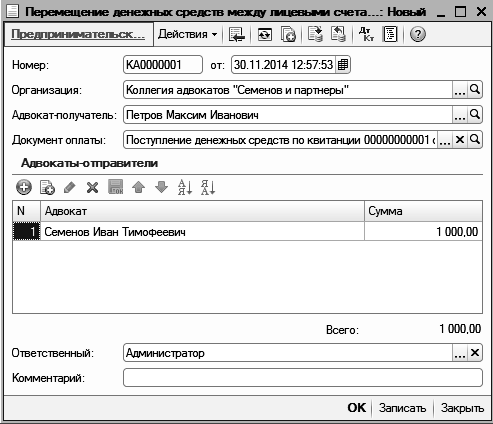 Перемещение денежных средств между лицевыми счета...: Новый
Предпринимательск... Действия
Номер: КА0000001 от: 30.11.2014 12:57:53
Организация: Коллегия адвокатов "Семенов и партнеры"
Адвокат-получатель: Петров Максим Иванович
Документ оплаты: Поступление денежных средств по квитанции 00000000001 о
Адвокаты-отправители
N Адвокат Сумма
1 Семенов Иван Тимофеевич 1 000,00
Всего: 1 000,00
Ответственный: Администратор
Комментарий:
OK Записать Закрыть